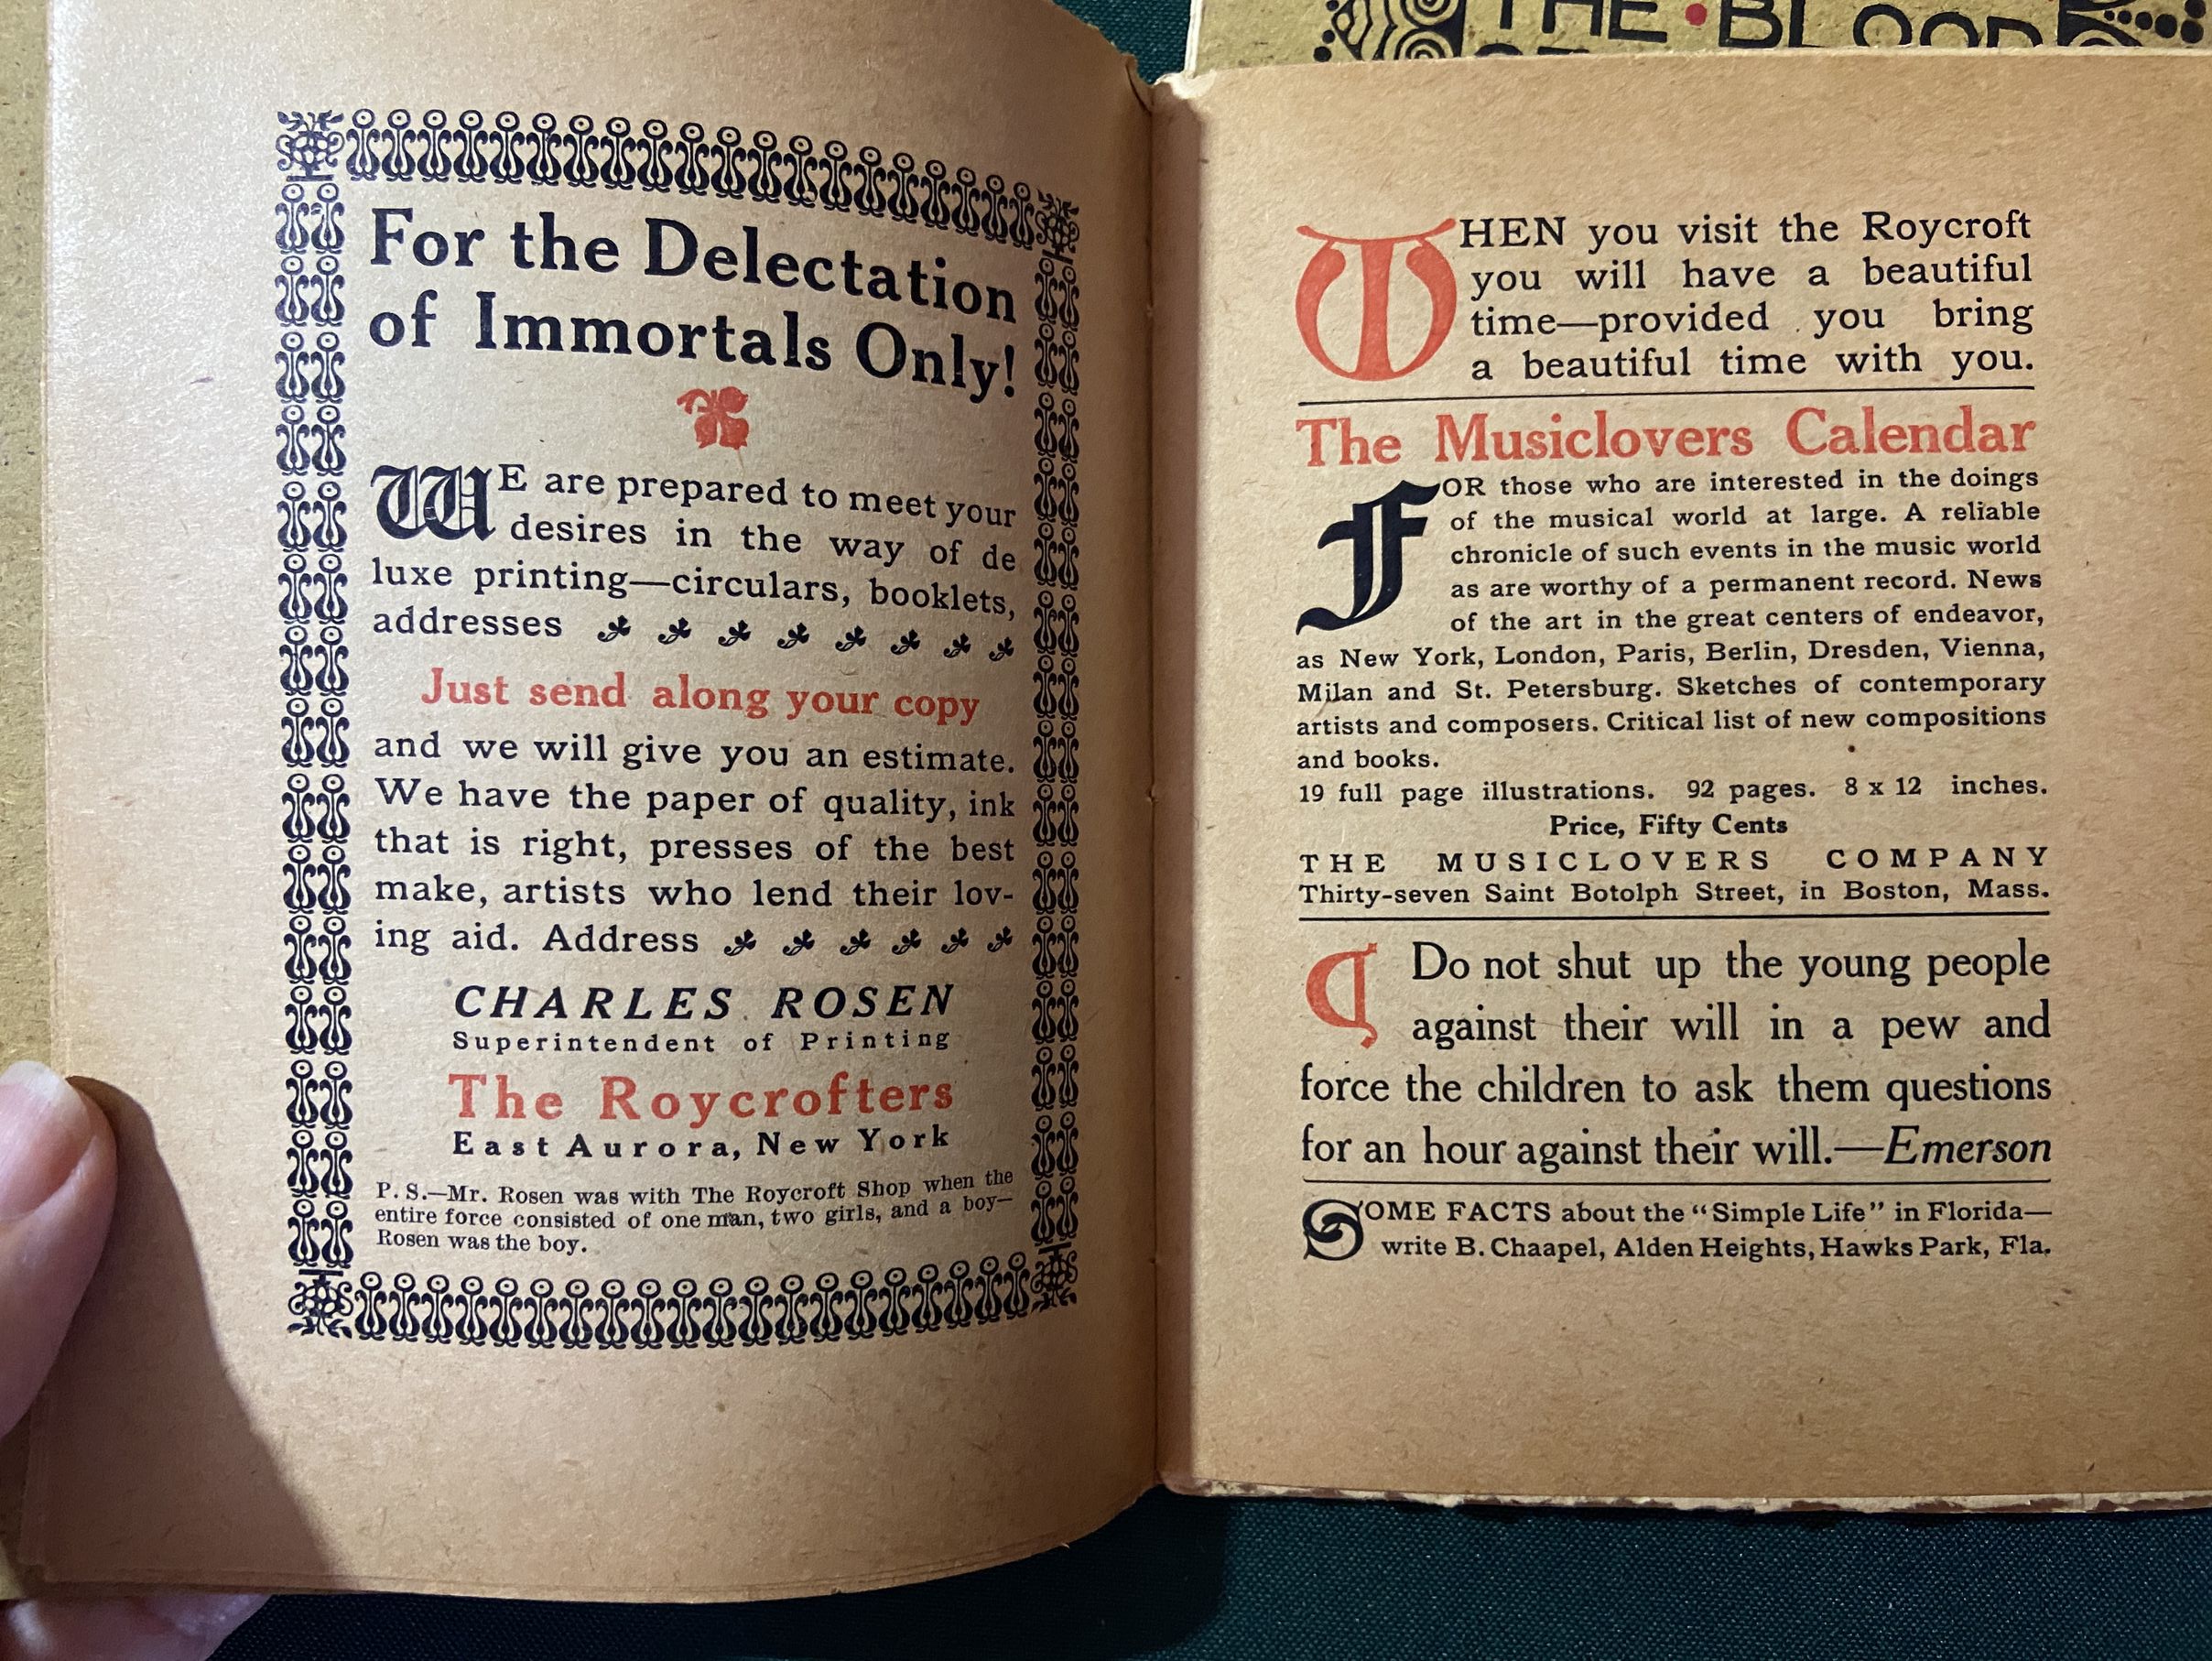 For the Delectation
of Immortals Only!
WE are prepared to meet your
desires in the way of de
luxe printing—circulars, booklets,
addresses
Just send along your copy
and we will give you an estimate.
We have the paper of quality, ink
that is right, presses of the best
make, artists who lend their lov-
ing aid. Address
CHARLES ROSEN
Superintendent of Printing
The Roycrofters
East Aurora, New York
P. S.—Mr. Rosen was with The Roycroft Shop when the
entire force consisted of one man, two girls, and a boy—
Rosen was the boy.
THE • BLOOD
WHEN you visit the Roycroft
you will have a beautiful
time—provided you bring
a beautiful time with you.
The Musiclovers Calendar
FOR those who are interested in the doings
of the musical world at large. A reliable
chronicle of such events in the music world
as are worthy of a permanent record. News
of the art in the great centers of endeavor,
as New York, London, Paris, Berlin, Dresden, Vienna,
Milan and St. Petersburg. Sketches of contemporary
artists and composers. Critical list of new compositions
and books.
19 full page illustrations. 92 pages. 8 x 12 inches.
Price, Fifty Cents
THE MUSICLOVERS COMPANY
Thirty-seven Saint Botolph Street, in Boston, Mass.
¶ Do not shut up the young people
against their will in a pew and
force the children to ask them questions
for an hour against their will.—Emerson
SOME FACTS about the "Simple Life" in Florida—
write B. Chaapel, Alden Heights, Hawks Park, Fla.